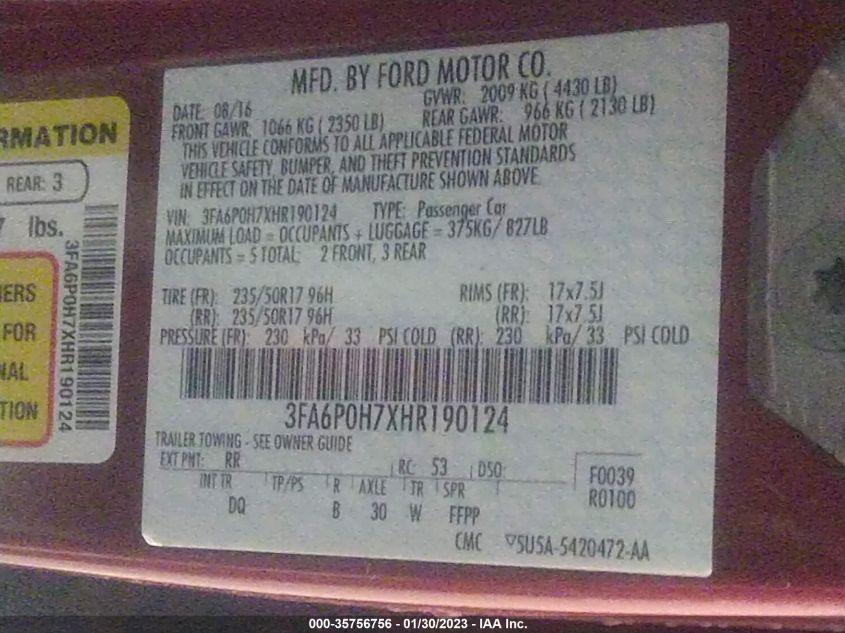 MFD. BY FORD MOTOR CO.
DATE: 08/16 GVWR: 2009 KG ( 4430 LB)
FRONT GAWR: 1066 KG ( 2350 LB) REAR GAWR: 966 KG ( 2130 LB)
THIS VEHICLE CONFORMS TO ALL APPLICABLE FEDERAL MOTOR
VEHICLE SAFETY, BUMPER, AND THEFT PREVENTION STANDARDS
IN EFFECT ON THE DATE OF MANUFACTURE SHOWN ABOVE.
VIN: 3FA6P0H7XHR190124 TYPE: Passenger Car
MAXIMUM LOAD = OCCUPANTS + LUGGAGE = 375KG/ 827LB
OCCUPANTS = 5 TOTAL: 2 FRONT, 3 REAR
TIRE (FR): 235/50R17 96H RIMS (FR): 17x7.5J
(RR): 235/50R17 96H (RR): 17x7.5J
PRESSURE (FR): 230 kPa/ 33 PSI COLD (RR): 230 kPa/ 33 PSI COLD
3FA6P0H7XHR190124
TRAILER TOWING - SEE OWNER GUIDE
EXT PNT: RR RC: 53 DSO:
INT TR TP/PS R AXLE TR SPR
DQ B 30 W FFPP
F0039
R0100
CMC ▽5U5A-5420472-AA
RMATION
REAR: 3
7 lbs.
3FA6P0H7XHR190124
IERS
FOR
NAL
TION
000-35756756 - 01/30/2023 - IAA Inc.